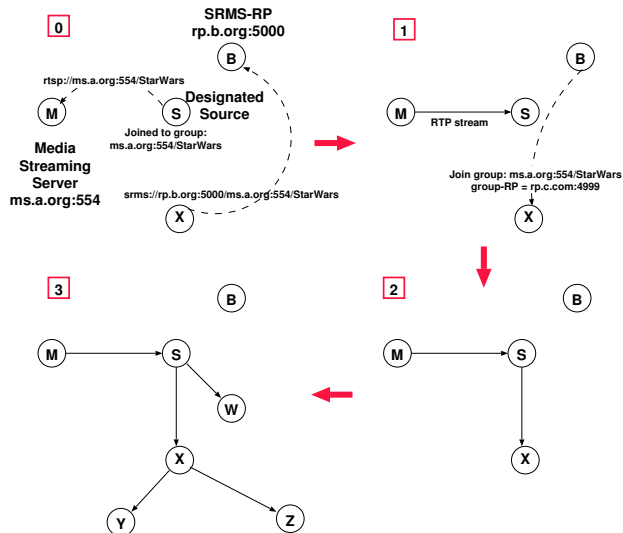 0
SRMS-RP
rp.b.org:5000
B
rtsp://ms.a.org:554/StarWars
M
S
Designated
Source
Joined to group:
ms.a.org:554/StarWars
Media
Streaming
Server
ms.a.org:554
srms://rp.b.org:5000/ms.a.org:554/StarWars
X
1
B
M
S
RTP stream
Join group: ms.a.org:554/StarWars
group-RP = rp.c.com:4999
X
3
B
M
S
W
X
Y
Z
2
B
M
S
X